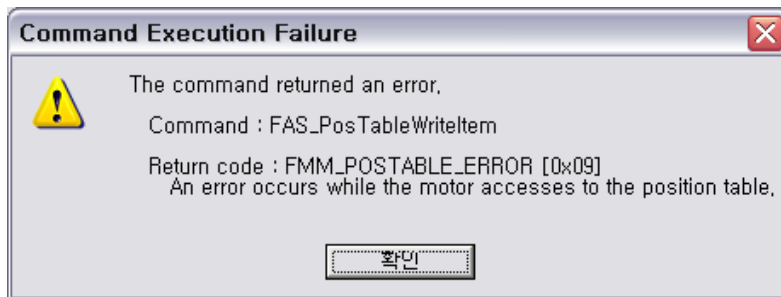 Command Execution Failure
The command returned an error,
Command : FAS_PosTableWriteItem
Return code : FMM_POSTABLE_ERROR [0x09]
An error occurs while the motor accesses to the position table,
확인